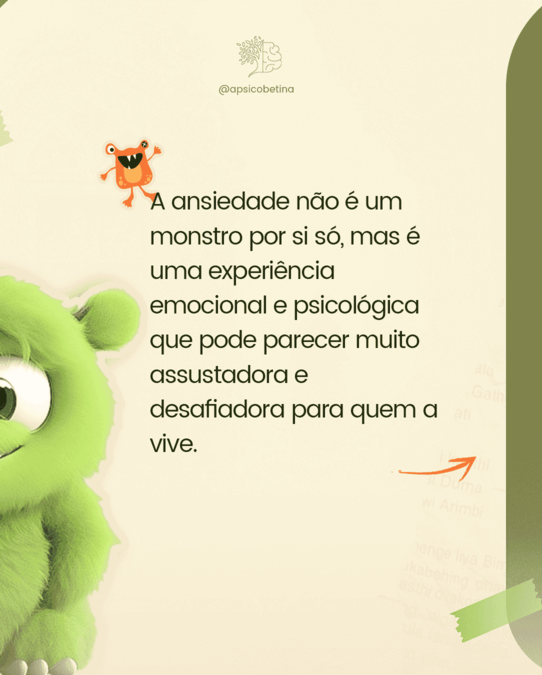 @apsicobetina
A ansiedade não é um
monstro por si só, mas é
uma experiência
emocional e psicológica
que pode parecer muito
assustadora e
desafiadora para quem a
vive.